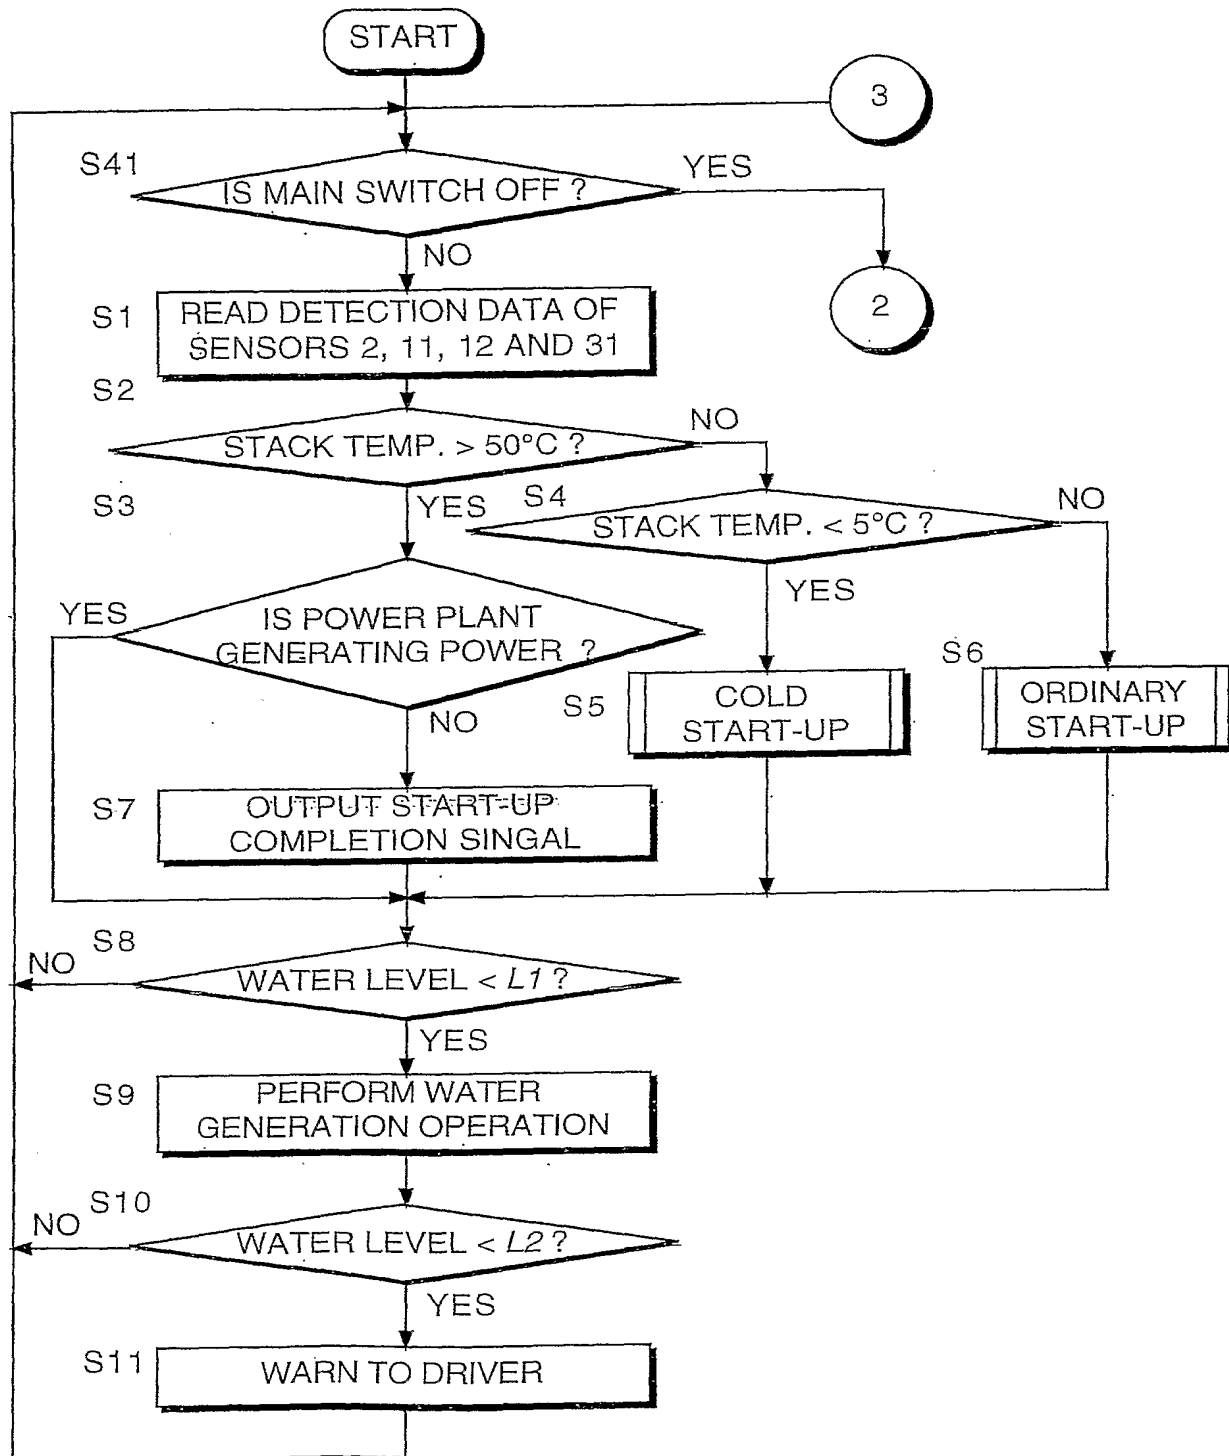 START
3
S41
IS MAIN SWITCH OFF ?
YES
NO
2
S1
READ DETECTION DATA OF
SENSORS 2, 11, 12 AND 31
S2
STACK TEMP. > 50°C ?
NO
YES
S3
S4
STACK TEMP. < 5°C ?
NO
YES
YES
IS POWER PLANT
GENERATING POWER ?
NO
S5
COLD
START-UP
S6
ORDINARY
START-UP
S7
OUTPUT START-UP
COMPLETION SINGAL
S8
NO
WATER LEVEL < L1 ?
YES
S9
PERFORM WATER
GENERATION OPERATION
S10
NO
WATER LEVEL < L2 ?
YES
S11
WARN TO DRIVER